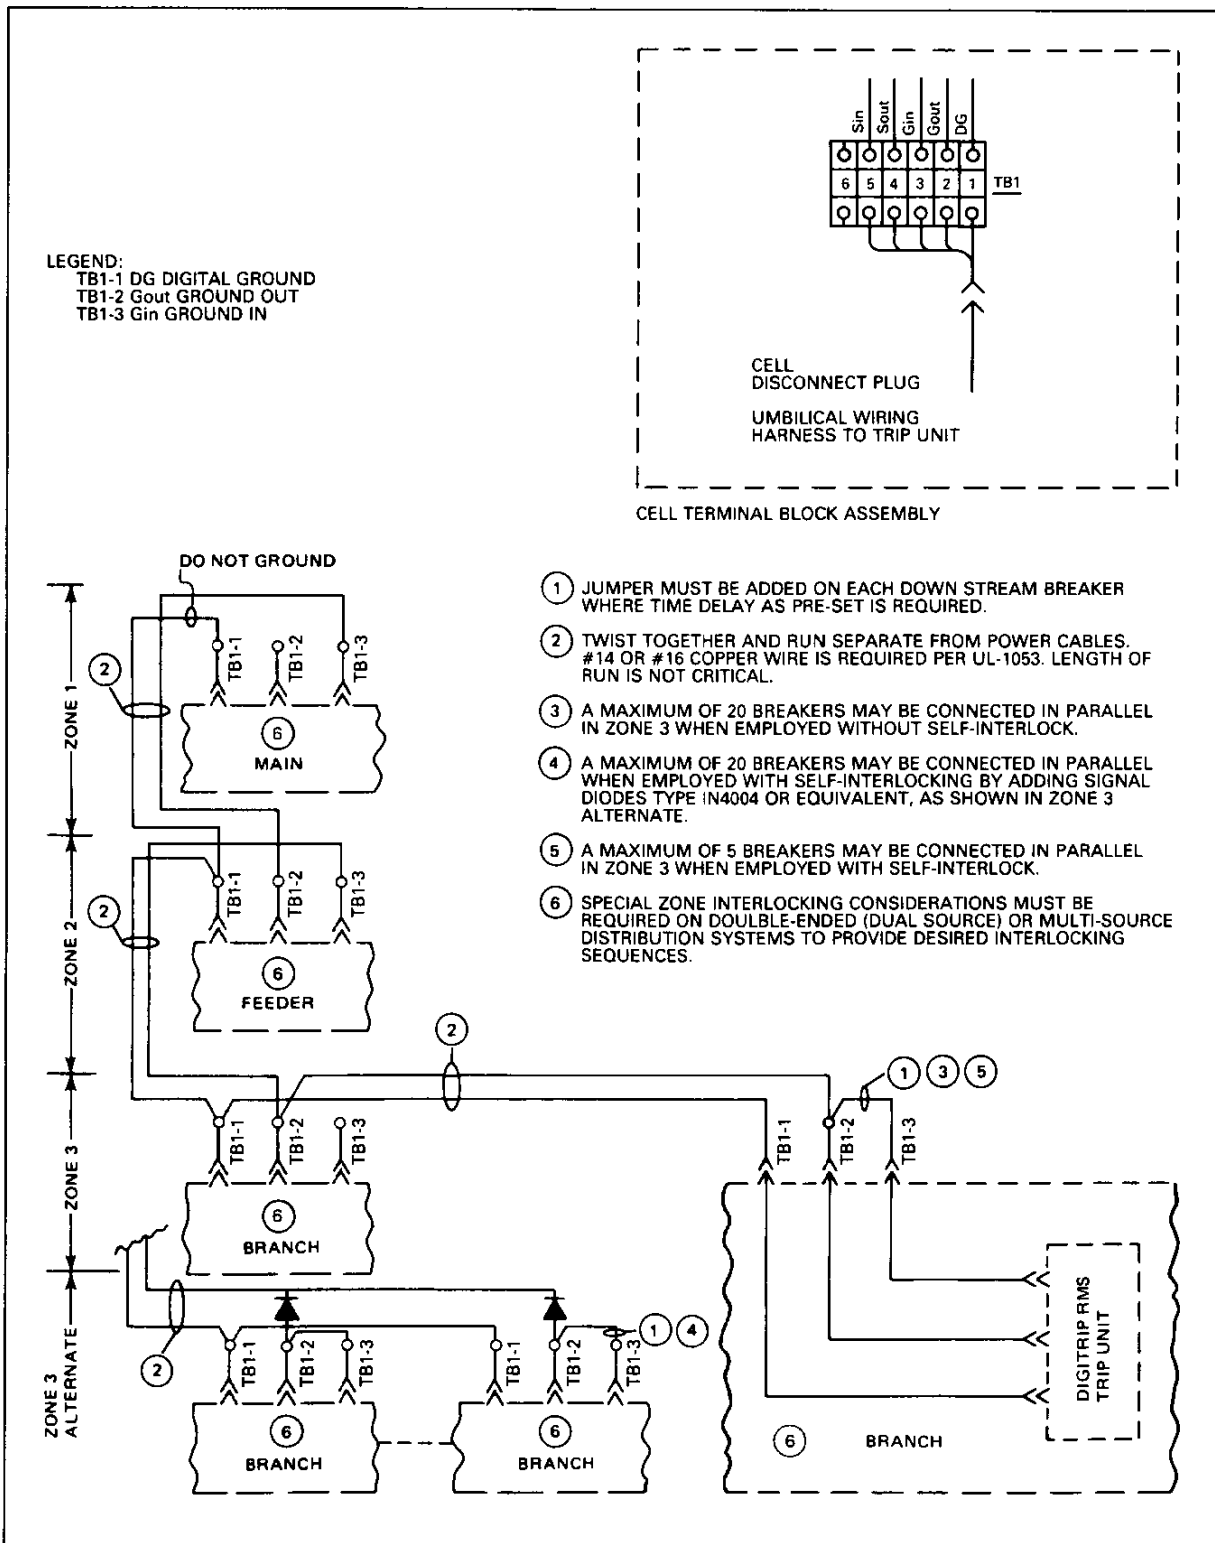 Sin
Sout
Gin
Gout
DG
6 5 4 3 2 1 TB1
LEGEND:
TB1-1 DG DIGITAL GROUND
TB1-2 Gout GROUND OUT
TB1-3 Gin GROUND IN
CELL
DISCONNECT PLUG
UMBILICAL WIRING
HARNESS TO TRIP UNIT
CELL TERMINAL BLOCK ASSEMBLY
DO NOT GROUND
1 JUMPER MUST BE ADDED ON EACH DOWN STREAM BREAKER
WHERE TIME DELAY AS PRE-SET IS REQUIRED.
2 TWIST TOGETHER AND RUN SEPARATE FROM POWER CABLES.
#14 OR #16 COPPER WIRE IS REQUIRED PER UL-1053. LENGTH OF
RUN IS NOT CRITICAL.
3 A MAXIMUM OF 20 BREAKERS MAY BE CONNECTED IN PARALLEL
IN ZONE 3 WHEN EMPLOYED WITHOUT SELF-INTERLOCK.
4 A MAXIMUM OF 20 BREAKERS MAY BE CONNECTED IN PARALLEL
WHEN EMPLOYED WITH SELF-INTERLOCKING BY ADDING SIGNAL
DIODES TYPE IN4004 OR EQUIVALENT, AS SHOWN IN ZONE 3
ALTERNATE.
5 A MAXIMUM OF 5 BREAKERS MAY BE CONNECTED IN PARALLEL
IN ZONE 3 WHEN EMPLOYED WITH SELF-INTERLOCK.
6 SPECIAL ZONE INTERLOCKING CONSIDERATIONS MUST BE
REQUIRED ON DOULBLE-ENDED (DUAL SOURCE) OR MULTI-SOURCE
DISTRIBUTION SYSTEMS TO PROVIDE DESIRED INTERLOCKING
SEQUENCES.
ZONE 1
2
TB1-1
TB1-2
TB1-3
6
MAIN
ZONE 2
2
TB1-1
TB1-2
TB1-3
6
FEEDER
ZONE 3
2
TB1-1
TB1-2
TB1-3
6
BRANCH
1 3 5
TB1-1
TB1-2
TB1-3
DIGITRIP RMS
TRIP UNIT
6 BRANCH
ZONE 3
ALTERNATE
2
TB1-1
TB1-2
TB1-3
6
BRANCH
1 4
TB1-1
TB1-2
TB1-3
6
BRANCH